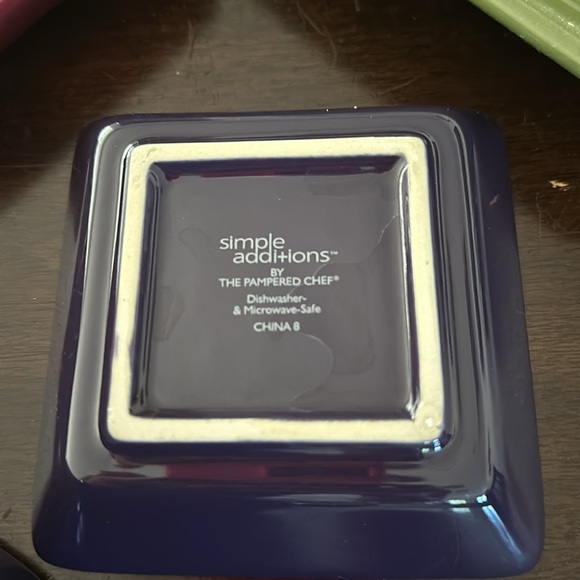 simple
additions™
BY
THE PAMPERED CHEF®
Dishwasher-
& Microwave-Safe
CHINA 8